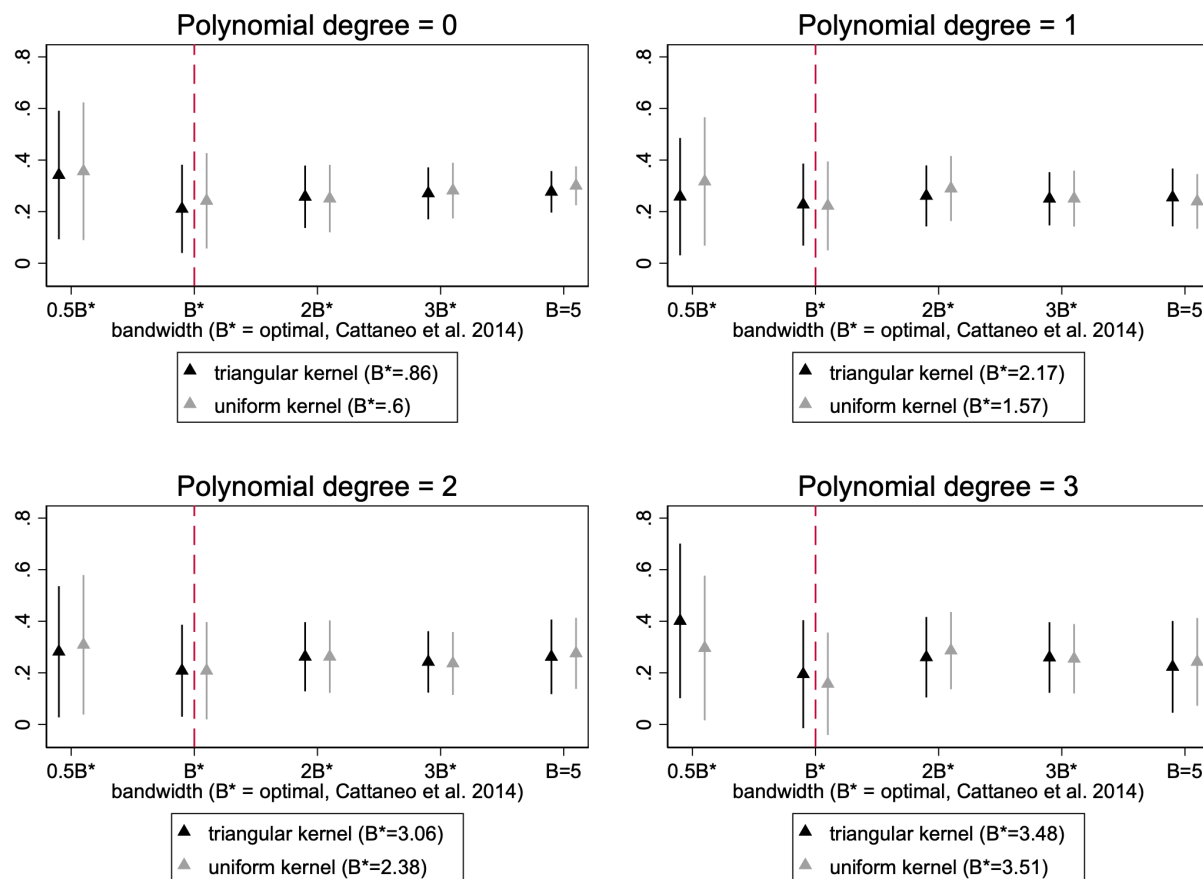 Polynomial degree = 0
.8
.6
.4
.2
0
0.5B* B* 2B* 3B* B=5
bandwidth (B* = optimal, Cattaneo et al. 2014)
triangular kernel (B*=.86)
uniform kernel (B*=.6)
Polynomial degree = 1
.8
.6
.4
.2
0
0.5B* B* 2B* 3B* B=5
bandwidth (B* = optimal, Cattaneo et al. 2014)
triangular kernel (B*=2.17)
uniform kernel (B*=1.57)
Polynomial degree = 2
.8
.6
.4
.2
0
0.5B* B* 2B* 3B* B=5
bandwidth (B* = optimal, Cattaneo et al. 2014)
triangular kernel (B*=3.06)
uniform kernel (B*=2.38)
Polynomial degree = 3
.8
.6
.4
.2
0
0.5B* B* 2B* 3B* B=5
bandwidth (B* = optimal, Cattaneo et al. 2014)
triangular kernel (B*=3.48)
uniform kernel (B*=3.51)